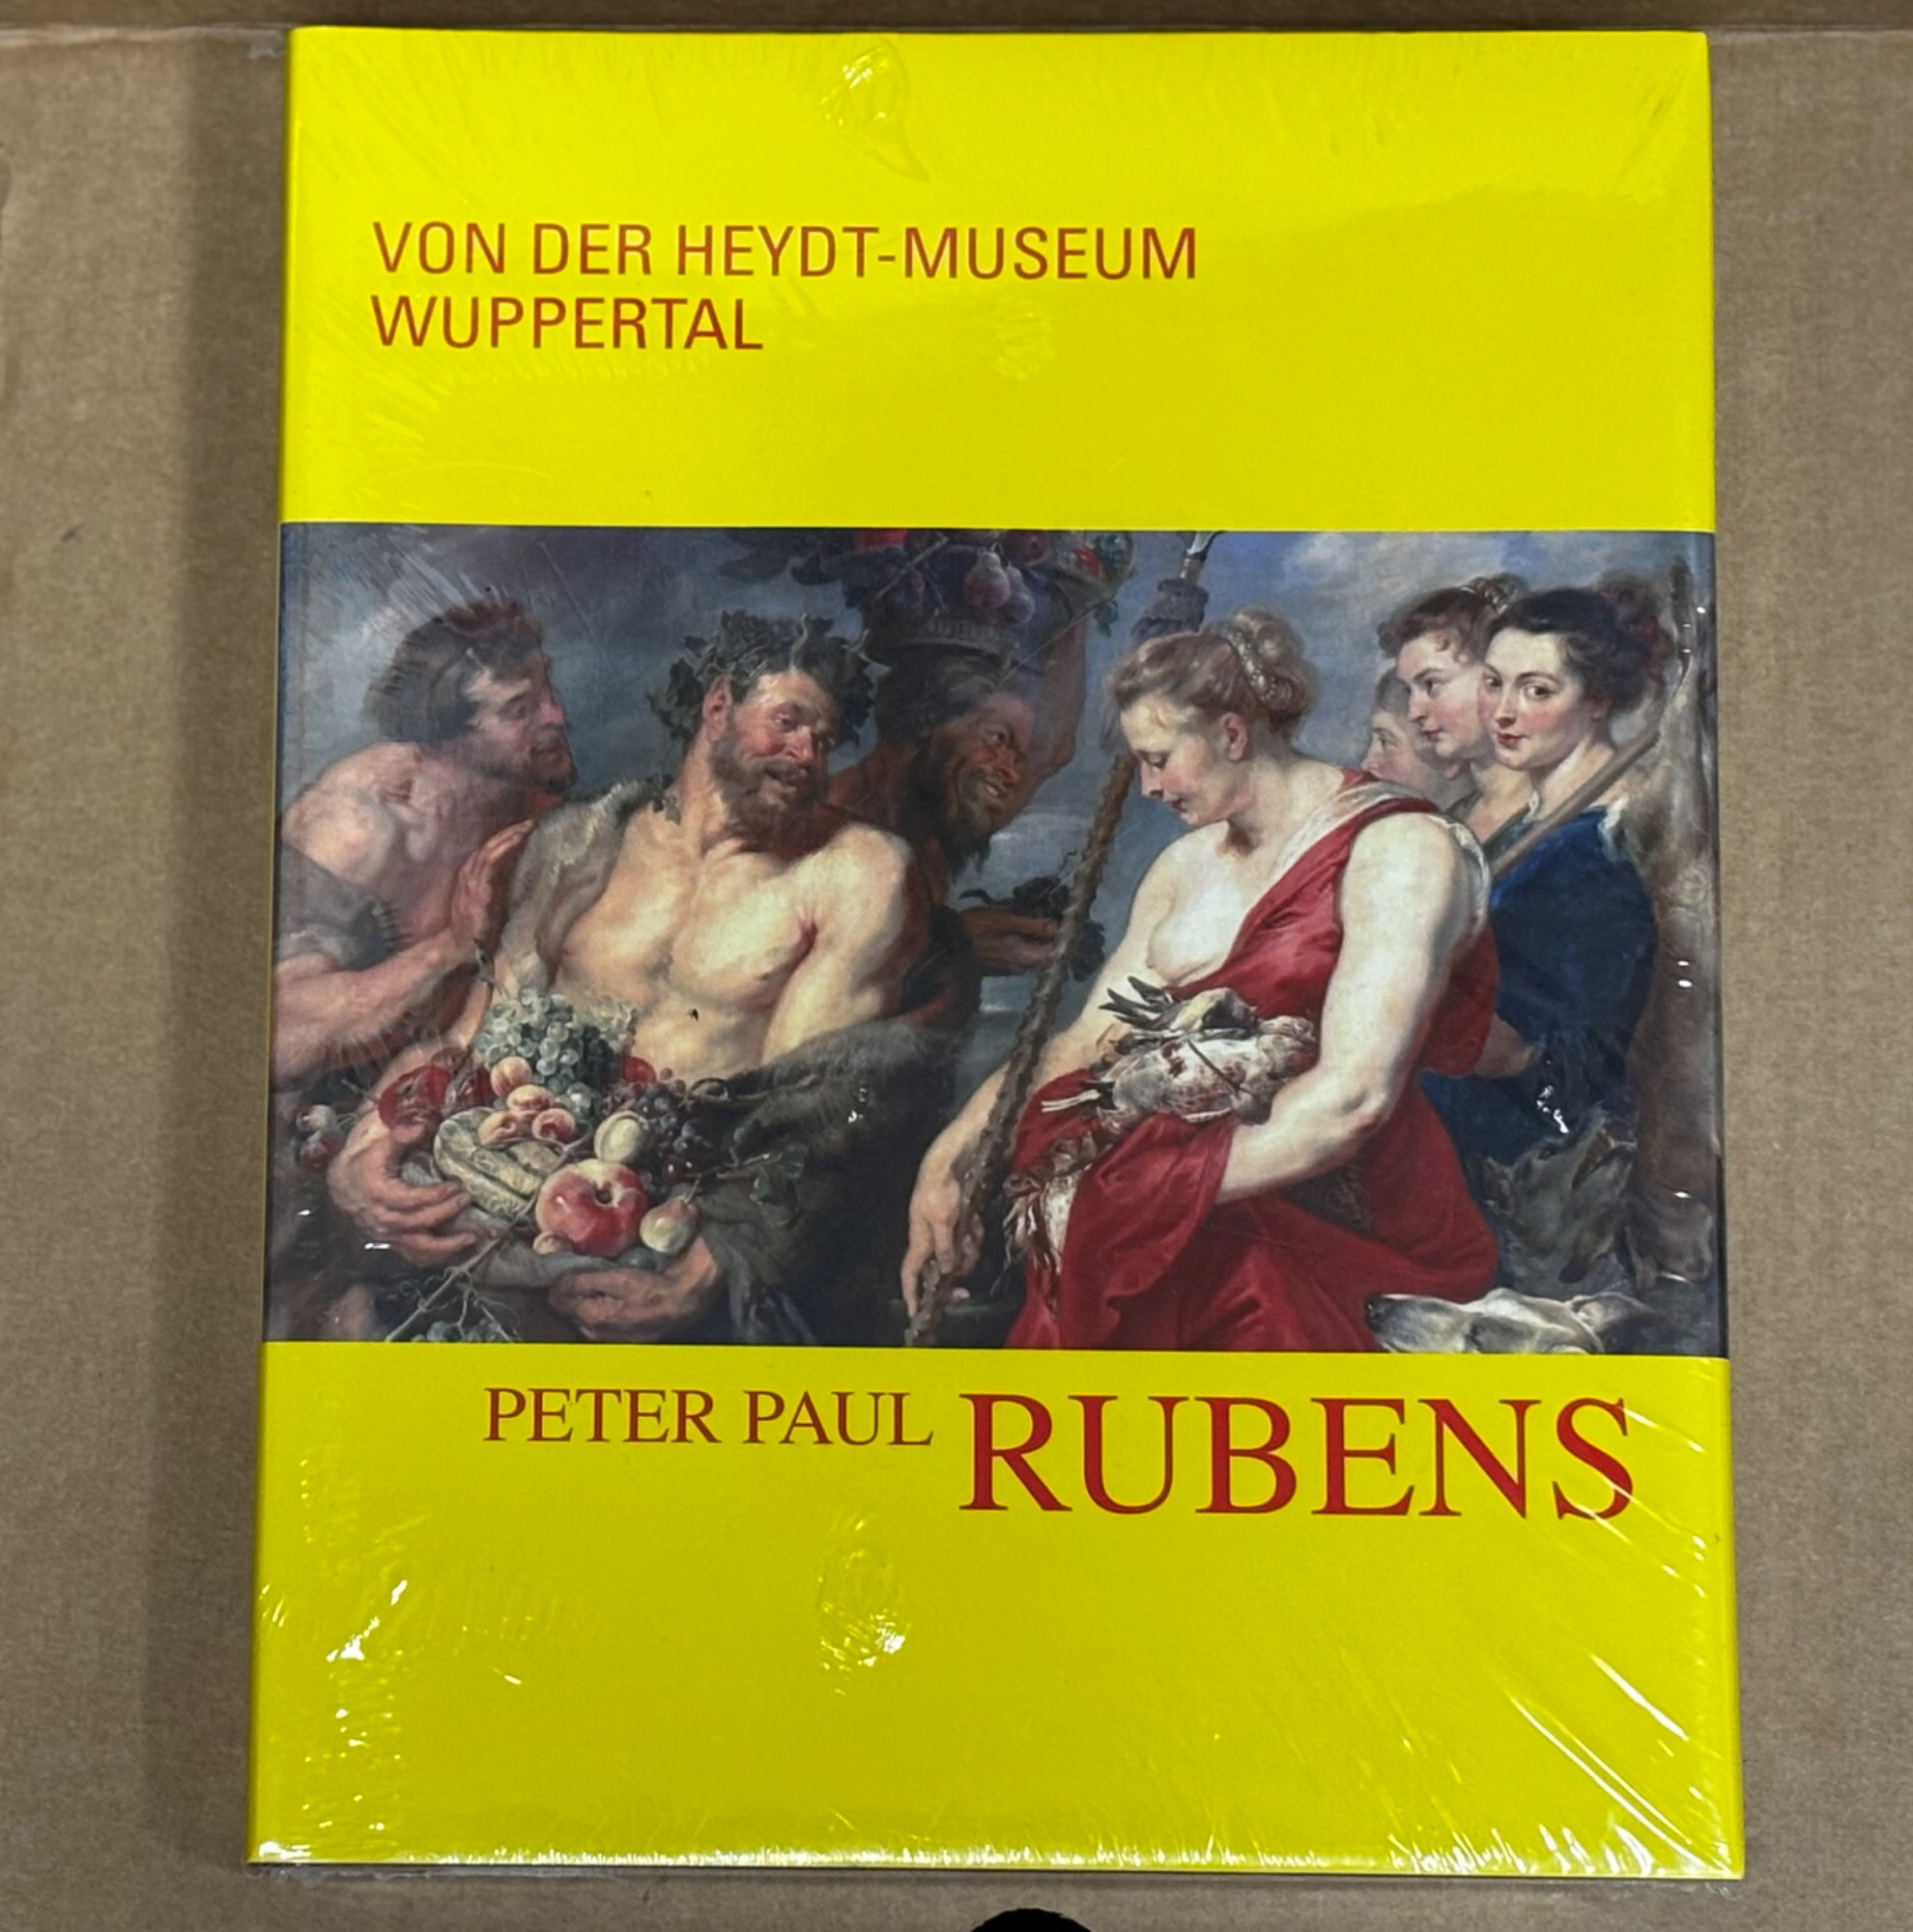 VON DER HEYDT-MUSEUM
WUPPERTAL
PETER PAUL RUBENS